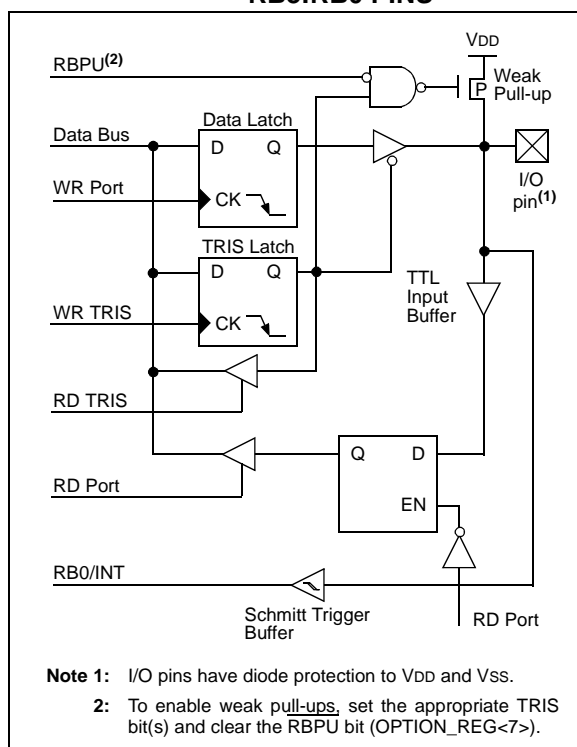 RBPU(2)
VDD
Weak
P
Pull-up
Data Bus
Data Latch
D Q
WR Port
CK
I/O
pin(1)
TRIS Latch
D Q
TTL
Input
Buffer
WR TRIS
CK
RD TRIS
Q D
RD Port
EN
RB0/INT
Schmitt Trigger
Buffer
RD Port
Note 1: I/O pins have diode protection to VDD and VSS.
2: To enable weak pull-ups, set the appropriate TRIS
bit(s) and clear the RBPU bit (OPTION_REG<7>).